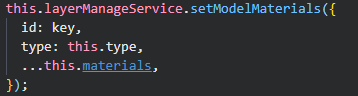 this.layerManageService.setModelMaterials({
  id: key,
  type: this.type,
  ...this.materials,
});